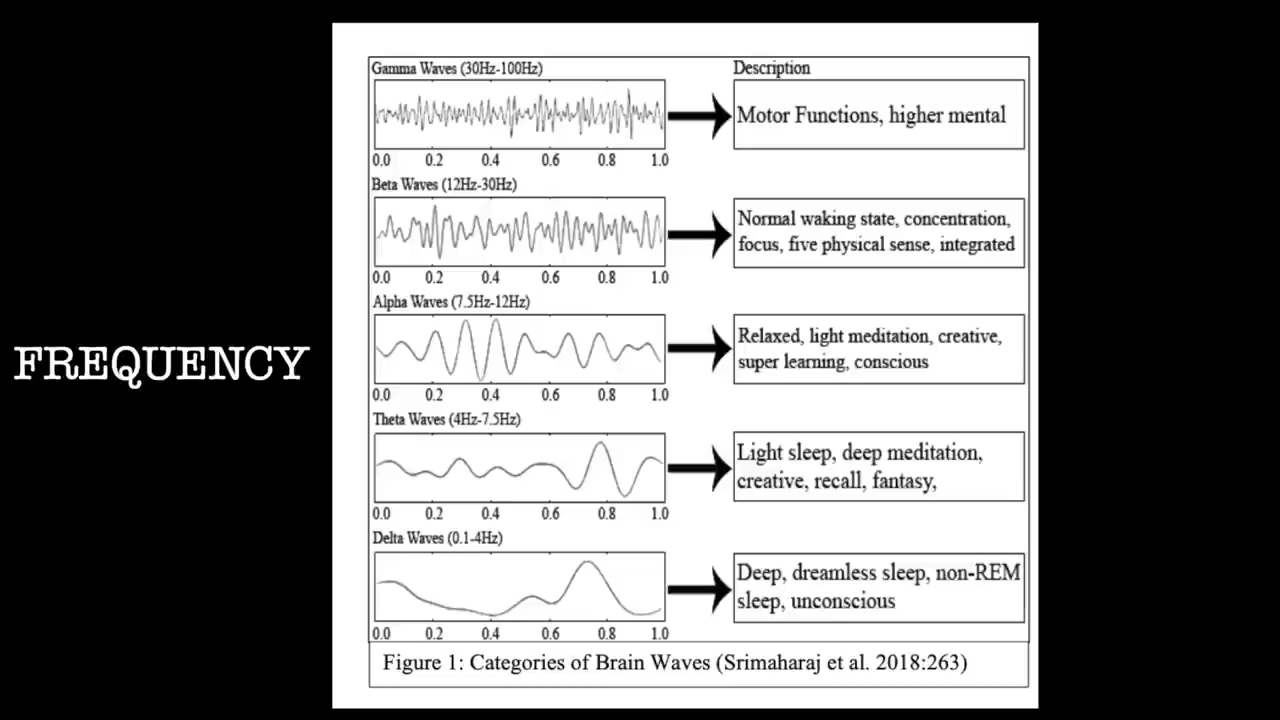 FREQUENCY
Gamma Waves (30Hz-100Hz)
Description
Motor Functions, higher mental
0.0 0.2 0.4 0.6 0.8 1.0
Beta Waves (12Hz-30Hz)
Normal waking state, concentration,
focus, five physical sense, integrated
0.0 0.2 0.4 0.6 0.8 1.0
Alpha Waves (7.5Hz-12Hz)
Relaxed, light meditation, creative,
super learning, conscious
0.0 0.2 0.4 0.6 0.8 1.0
Theta Waves (4Hz-7.5Hz)
Light sleep, deep meditation,
creative, recall, fantasy,
0.0 0.2 0.4 0.6 0.8 1.0
Delta Waves (0.1-4Hz)
Deep, dreamless sleep, non-REM
sleep, unconscious
0.0 0.2 0.4 0.6 0.8 1.0
Figure 1: Categories of Brain Waves (Srimaharaj et al. 2018:263)